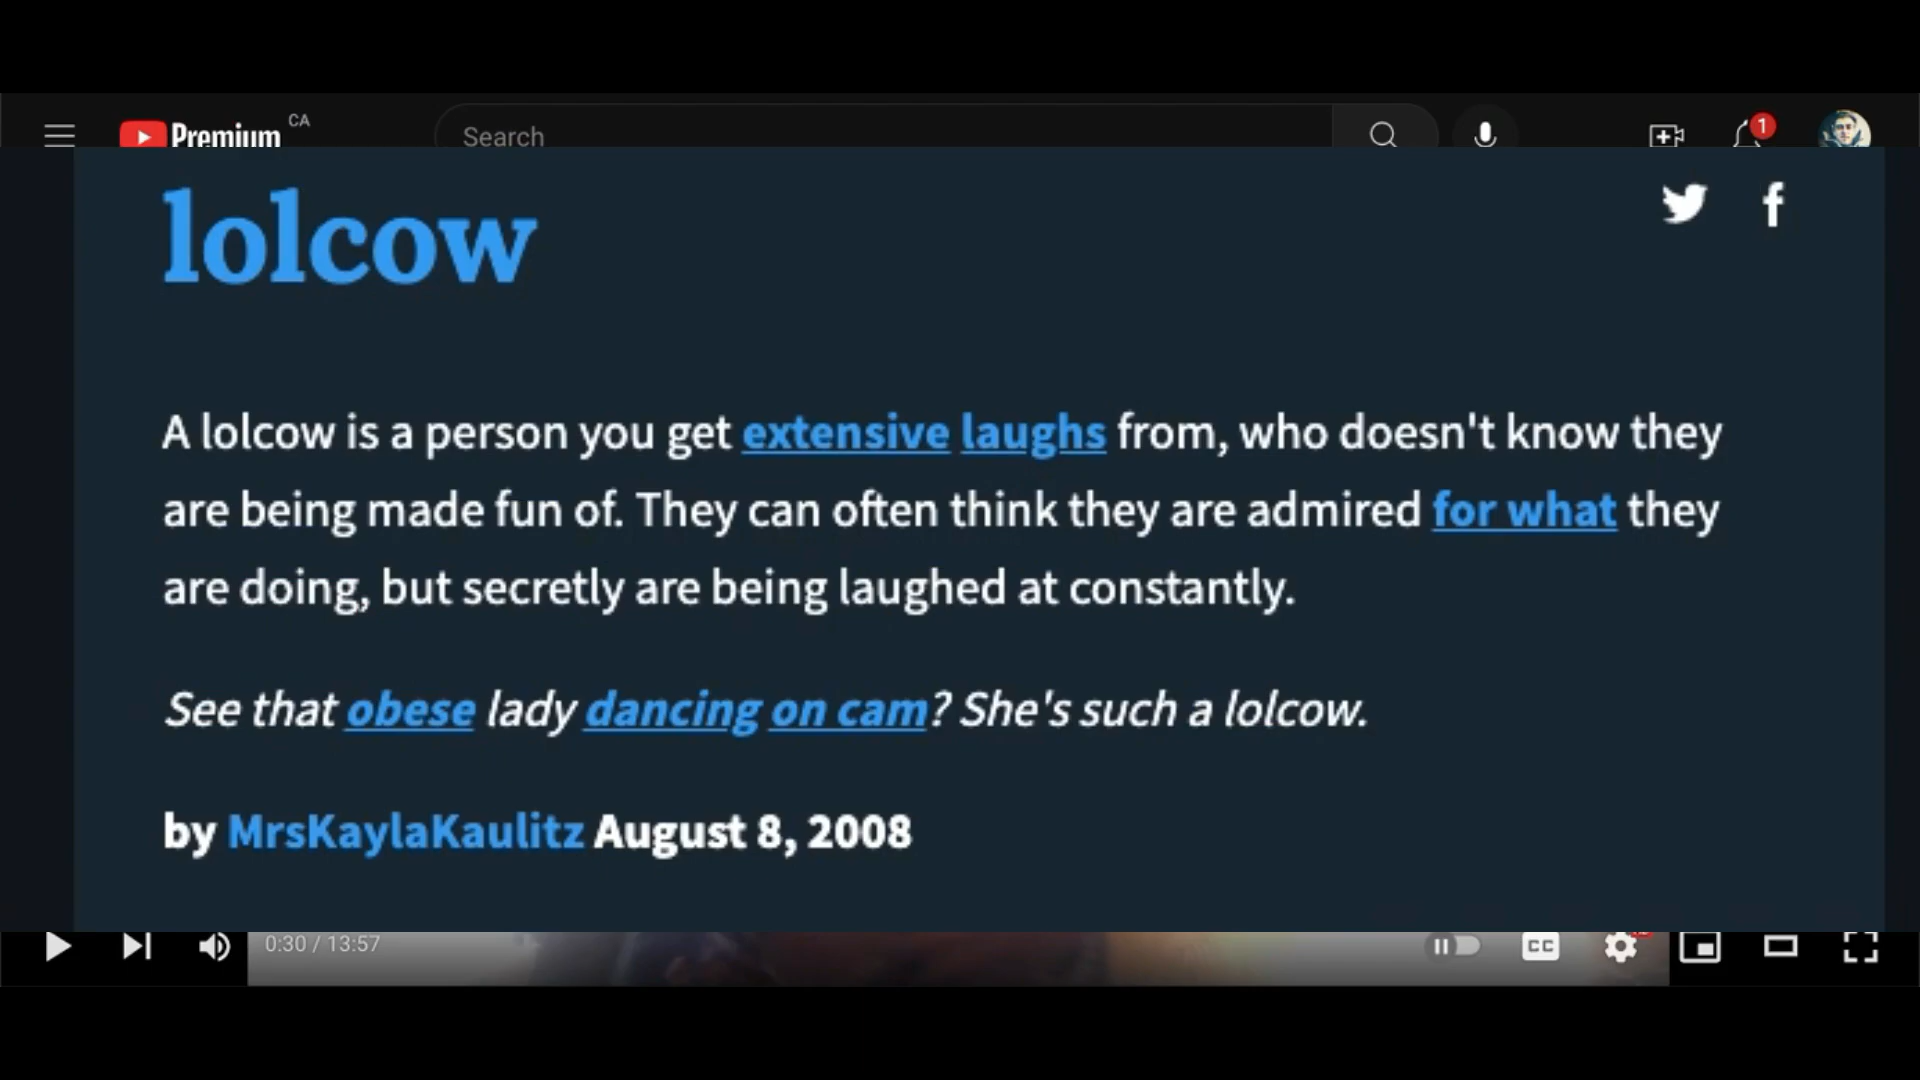 Premium CA
Search
1
lolcow
A lolcow is a person you get extensive laughs from, who doesn't know they
are being made fun of. They can often think they are admired for what they
are doing, but secretly are being laughed at constantly.
See that obese lady dancing on cam? She's such a lolcow.
by MrsKaylaKaulitz August 8, 2008
0:30 / 13:57
CC